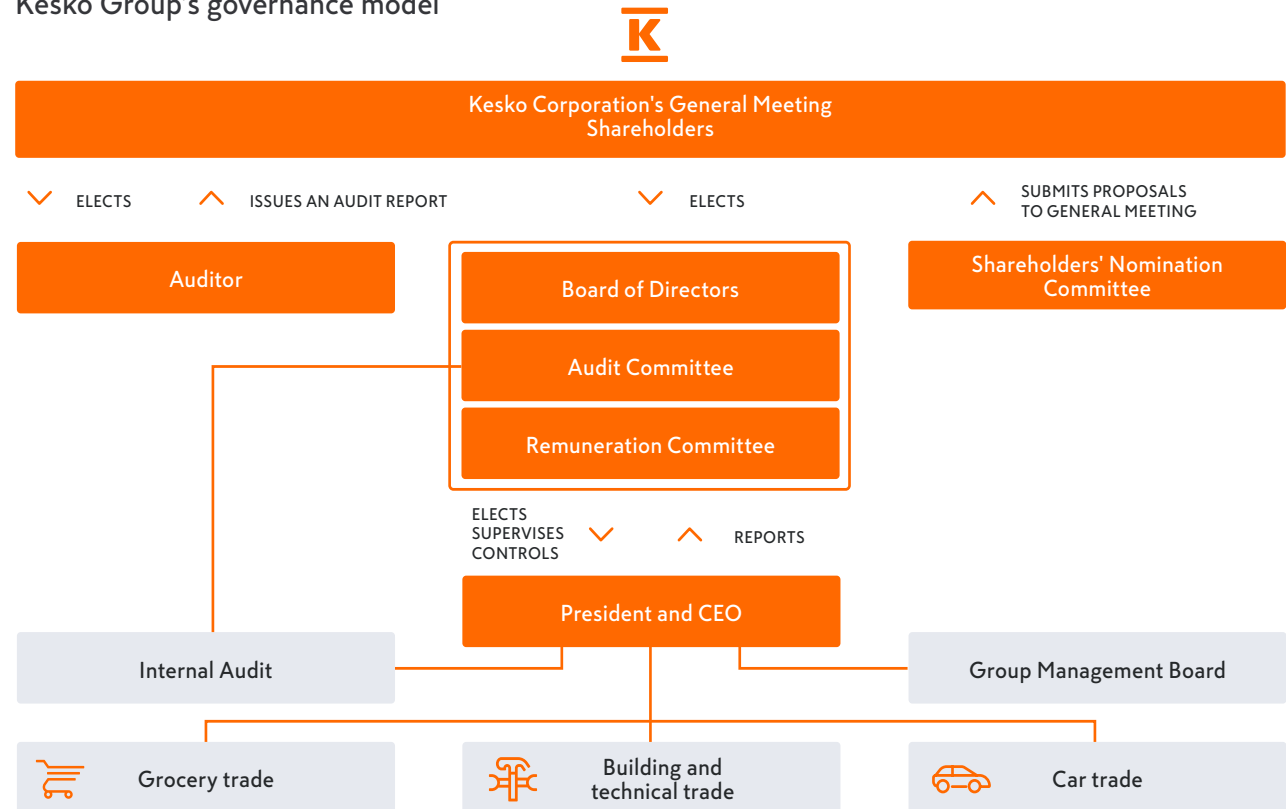 Kesko Group's governance model
K
Kesko Corporation's General Meeting
Shareholders
ELECTS
ISSUES AN AUDIT REPORT
ELECTS
SUBMITS PROPOSALS
TO GENERAL MEETING
Auditor
Board of Directors
Shareholders' Nomination
Committee
Audit Committee
Remuneration Committee
ELECTS
SUPERVISES
CONTROLS
REPORTS
President and CEO
Internal Audit
Group Management Board
Grocery trade
Building and
technical trade
Car trade